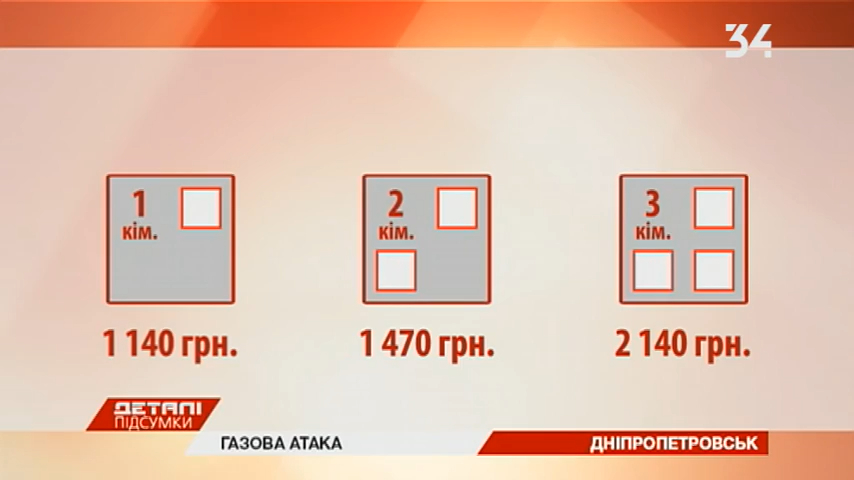 34
1
кім.
2
кім.
3
кім.
1 140 грн.
1 470 грн.
2 140 грн.
ДЕТАЛІ
ПІДСУМКИ
ГАЗОВА АТАКА
ДНІПРОПЕТРОВСЬК